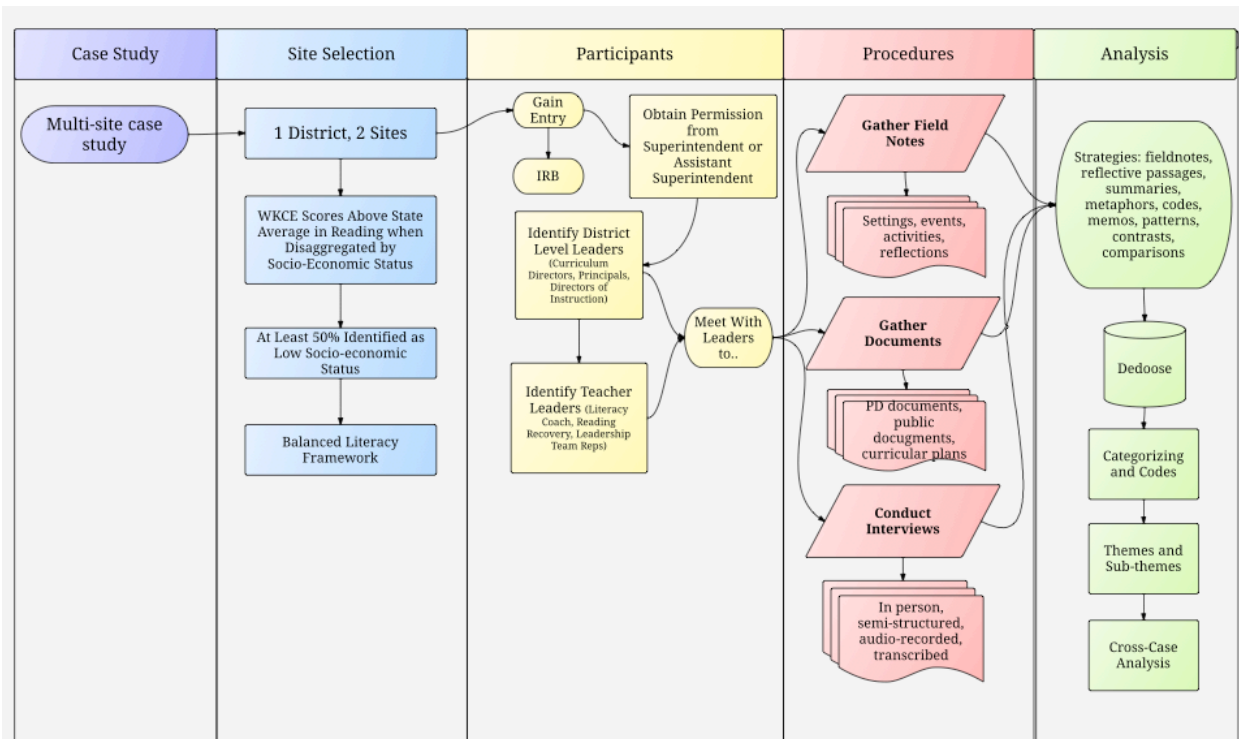 Case Study
Site Selection
Participants
Procedures
Analysis
Multi-site case
study
1 District, 2 Sites
WKCE Scores Above State
Average in Reading when
Disaggregated by
Socio-Economic Status
At Least 50% Identified as
Low Socio-economic
Status
Balanced Literacy
Framework
Gain
Entry
IRB
Obtain Permission
from
Superintendent or
Assistant
Superintendent
Identify District
Level Leaders
(Curriculum
Directors, Principals,
Directors of
Instruction)
Identify Teacher
Leaders (Literacy
Coach, Reading
Recovery, Leadership
Team Reps)
Meet With
Leaders
to..
Gather Field
Notes
Settings, events,
activities,
reflections
Gather
Documents
PD documents,
public
docugments,
curricular plans
Conduct
Interviews
In person,
semi-structured,
audio-recorded,
transcribed
Strategies: fieldnotes,
reflective passages,
summaries,
metaphors, codes,
memos, patterns,
contrasts,
comparisons
Dedoose
Categorizing
and Codes
Themes and
Sub-themes
Cross-Case
Analysis